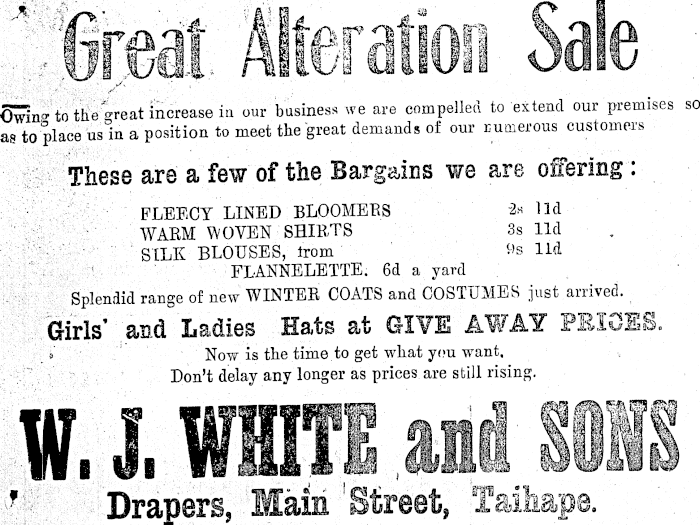 Great Alteration Sale
Owing to the great increase in our business we are compelled to extend our premises so
as to place us in a position to meet the great demands of our numerous customers
These are a few of the Bargains we are offering:
FLEECY LINED BLOOMERS 2s 11d
WARM WOVEN SHIRTS 3s 11d
SILK BLOUSES, from 9s 11d
FLANNELETTE. 6d a yard
Splendid range of new WINTER COATS and COSTUMES just arrived.
Girls' and Ladies Hats at GIVE AWAY PRICES.
Now is the time to get what you want.
Don't delay any longer as prices are still rising.
W. J. WHITE and SONS
Drapers, Main Street, Taihape.